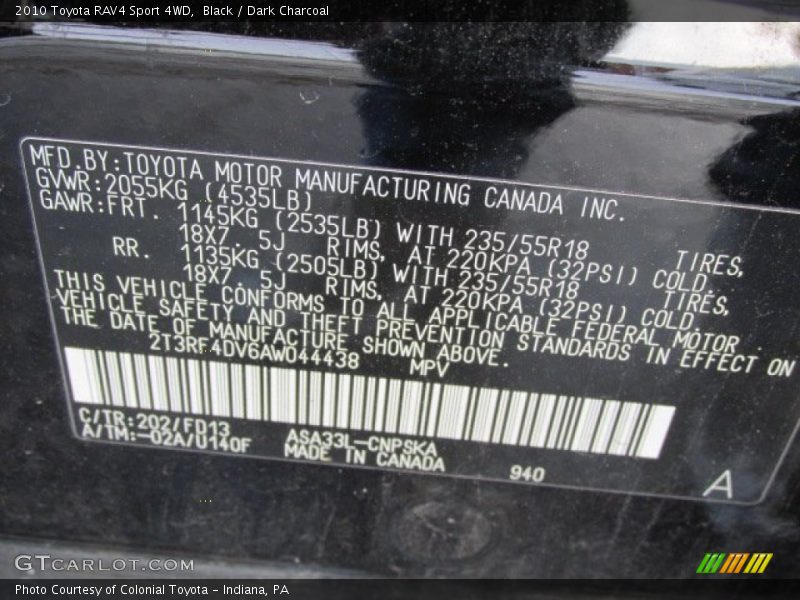 2010 Toyota RAV4 Sport 4WD, Black / Dark Charcoal
MFD.BY:TOYOTA MOTOR MANUFACTURING CANADA INC.
GVWR:2055KG (4535LB)
GAWR:FRT. 1145KG (2535LB) WITH 235/55R18 TIRES,
18X7. 5J RIMS, AT 220KPA (32PSI) COLD.
RR. 1135KG (2505LB) WITH 235/55R18 TIRES,
18X7. 5J RIMS, AT 220KPA (32PSI) COLD.
THIS VEHICLE CONFORMS TO ALL APPLICABLE FEDERAL MOTOR
VEHICLE SAFETY AND THEFT PREVENTION STANDARDS IN EFFECT ON
THE DATE OF MANUFACTURE SHOWN ABOVE.
2T3RF4DV6AW044438 MPV
C/TR:202/FD13 ASA33L-CNPSKA
A/TM:-02A/U140F MADE IN CANADA 940 A
GTCARLOT.COM
Photo Courtesy of Colonial Toyota - Indiana, PA